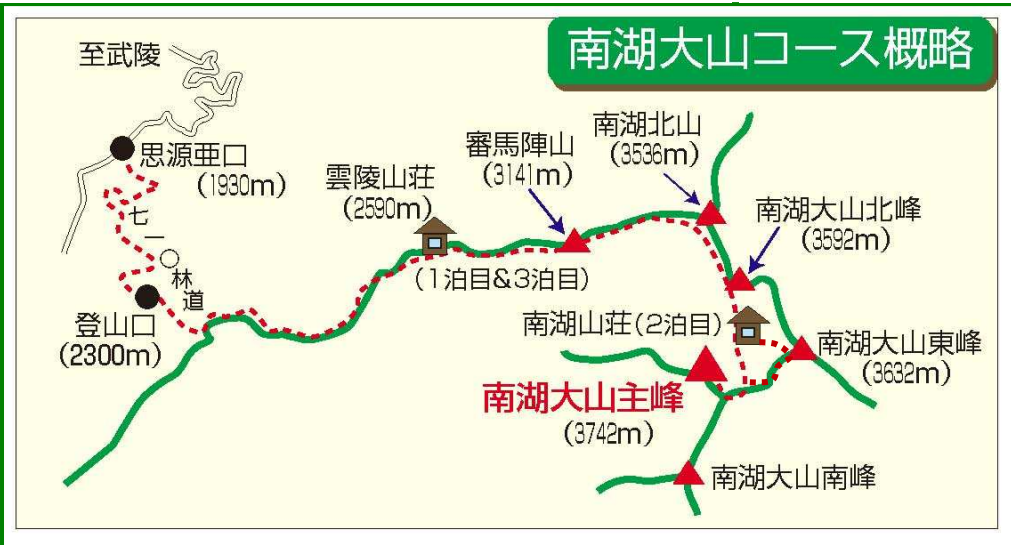 南湖大山コース概略
至武陵
思源亜口
(1930m)
七一〇林道
登山口
(2300m)
雲陵山荘
(2590m)
(1泊目&3泊目)
審馬陣山
(3141m)
南湖北山
(3536m)
南湖大山北峰
(3592m)
南湖山荘(2泊目)
南湖大山東峰
(3632m)
南湖大山主峰
(3742m)
南湖大山南峰